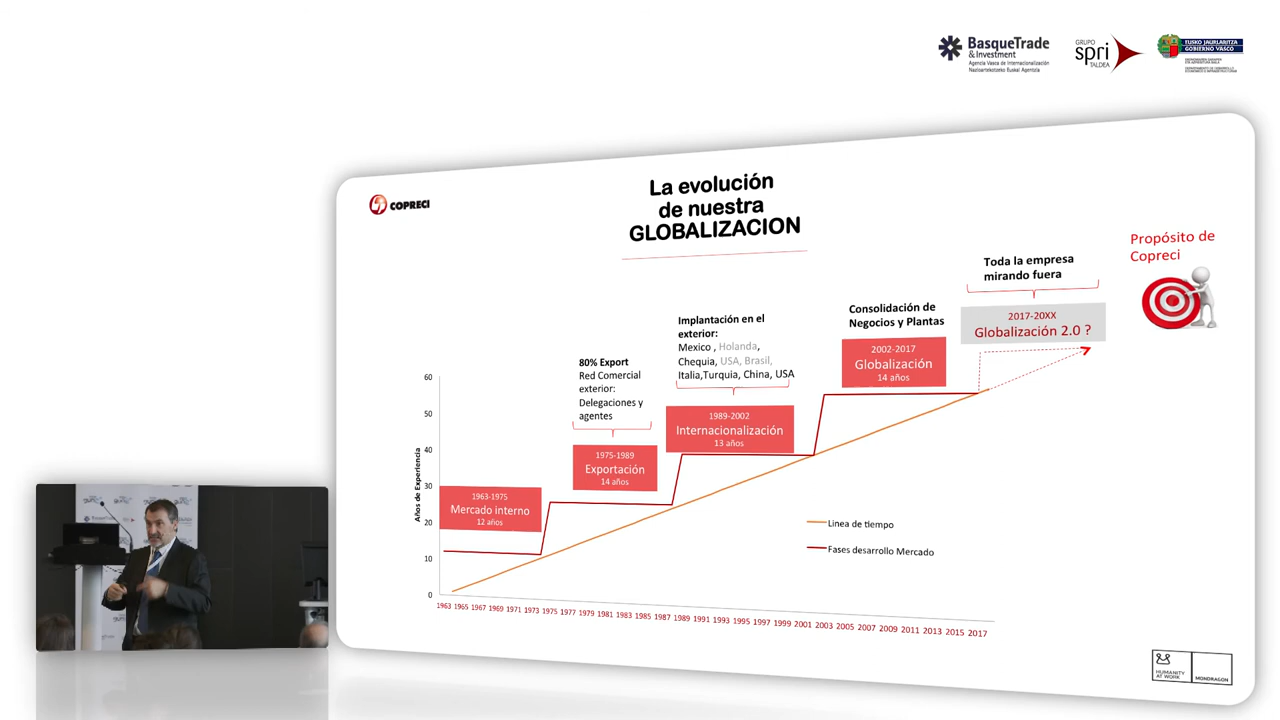 BasqueTrade
& Investment
Agencia Vasca de Internacionalización
Nazioartekotzeko Euskal Agentzia
GRUPO
spri
TALDEA
EUSKO JAURLARITZA
GOBIERNO VASCO
COPRECI
La evolución
de nuestra
GLOBALIZACION
Propósito de
Copreci
Toda la empresa
mirando fuera
2017-20XX
Globalización 2.0 ?
Consolidación de
Negocios y Plantas
2002-2017
Globalización
14 años
Implantación en el
exterior:
Mexico , Holanda,
Chequia, USA, Brasil,
Italia,Turquia, China, USA
1989-2002
Internacionalización
13 años
80% Export
Red Comercial
exterior:
Delegaciones y
agentes
1975-1989
Exportación
14 años
1963-1975
Mercado interno
12 años
Años de Experiencia
60
50
40
30
20
10
0
Linea de tiempo
Fases desarrollo Mercado
1963 1965 1967 1969 1971 1973 1975 1977 1979 1981 1983 1985 1987 1989 1991 1993 1995 1997 1999 2001 2003 2005 2007 2009 2011 2013 2015 2017
HUMANITY
AT WORK
MONDRAGON